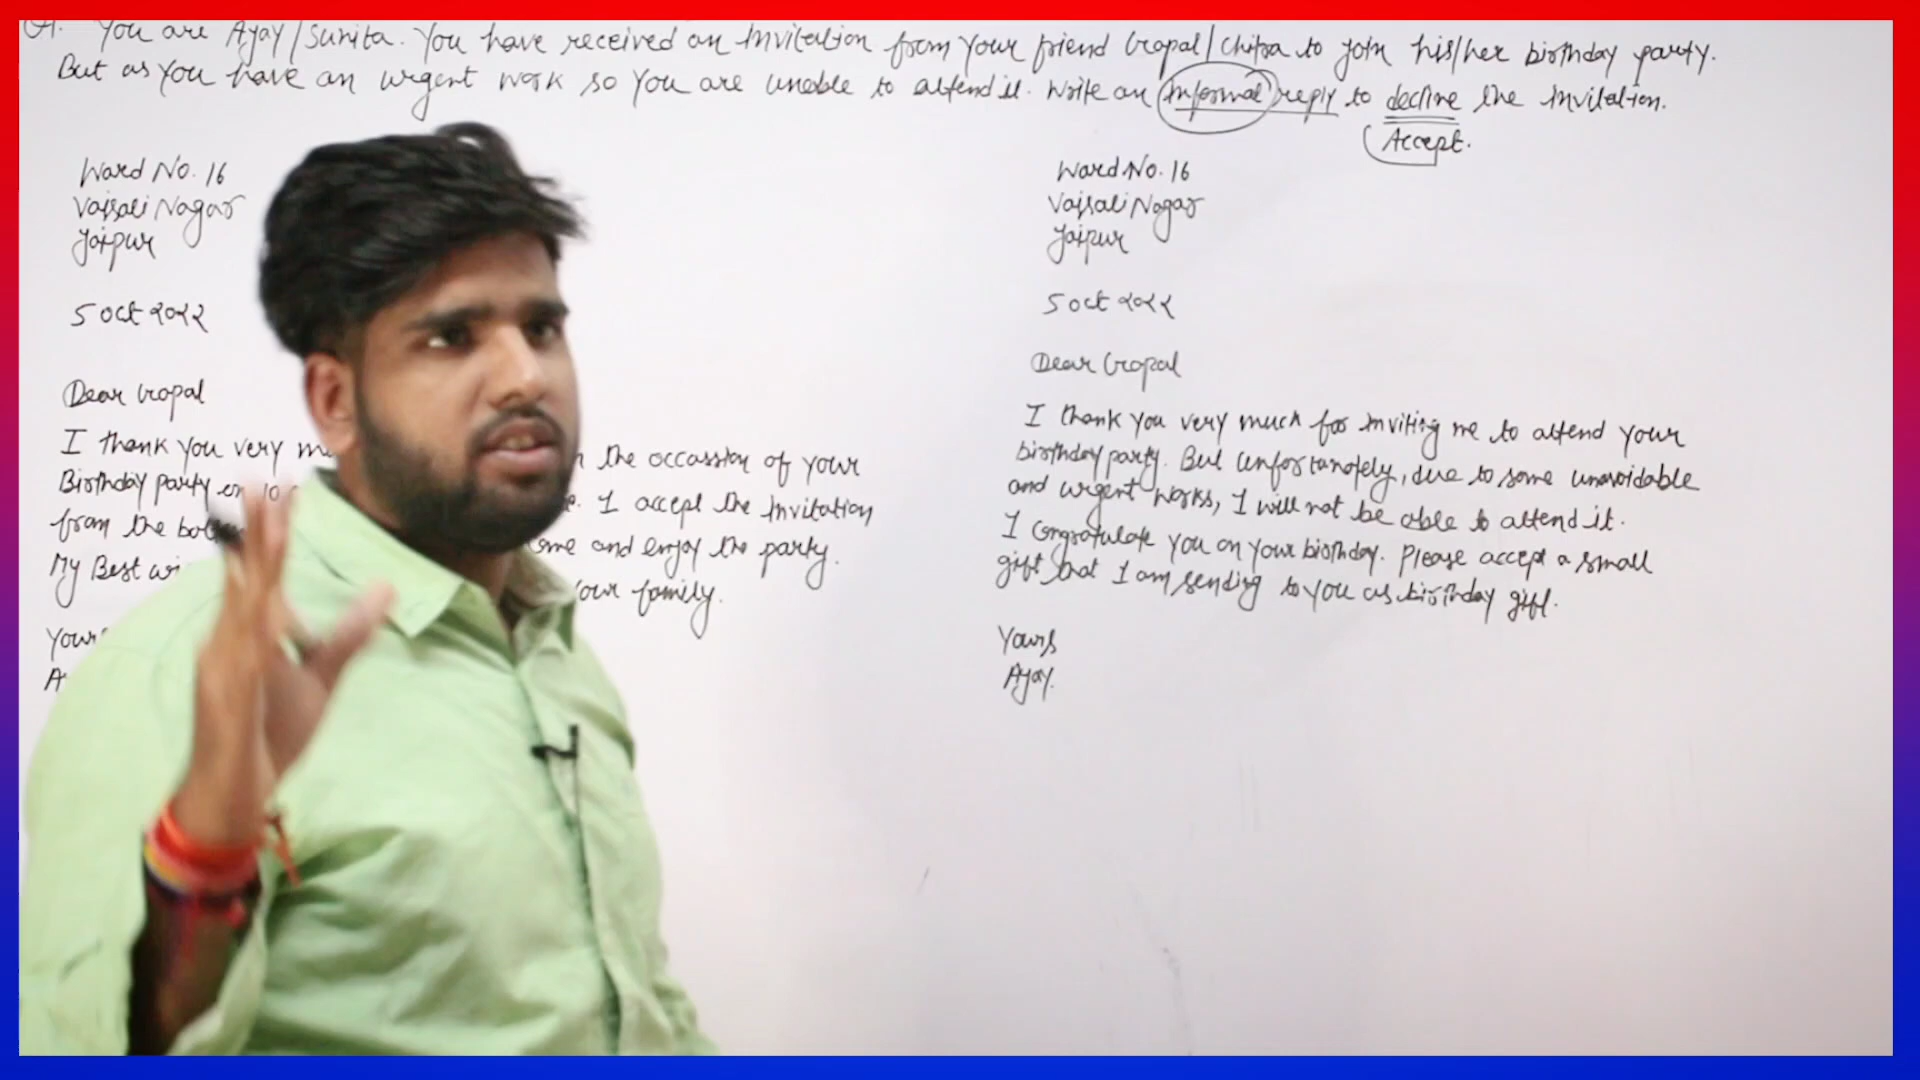 Q1. You are Ajay/Sunita. You have received an Invitation from your friend Gopal/Chitra to join his/her birthday party.
But as you have an urgent work so you are unable to attend it. Write an Informal reply to decline the Invitation.
Accept.
Ward No. 16
Vaisali Nagar
Jaipur
5 Oct 2022
Dear Gopal
I thank you very
the occassion of your
Birthday party on 10
I accept the Invitation
from the
and enjoy the party.
My Best
your family.
Ward No. 16
Vaisali Nagar
Jaipur
5 Oct 2022
Dear Gopal
I thank you very much for inviting me to attend your
birthday party. But unfortunately, due to some unavoidable
and urgent works, I will not be able to attend it.
I congratulate you on your birthday. Please accept a small
gift that I am sending to you as birthday gift.
Yours
Ajay.